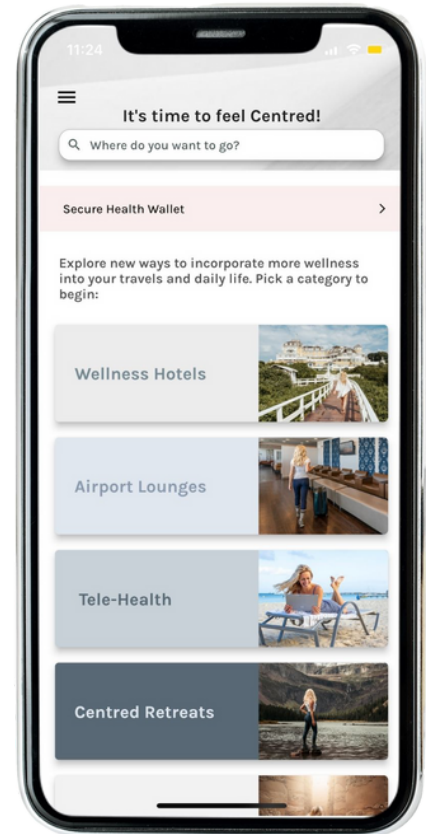 11:24
It's time to feel Centred!
Where do you want to go?
Secure Health Wallet
Explore new ways to incorporate more wellness
into your travels and daily life. Pick a category to
begin:
Wellness Hotels
Airport Lounges
Tele-Health
Centred Retreats